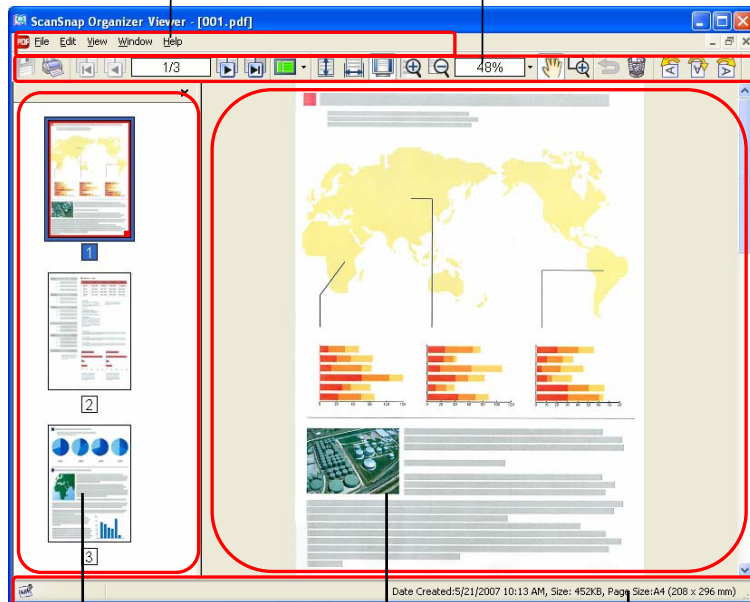 ScanSnap Organizer Viewer - [001.pdf]
File Edit View Window Help
1/3
48%
1
2
3
Date Created:5/21/2007 10:13 AM, Size: 452KB, Page Size:A4 (208 x 296 mm)